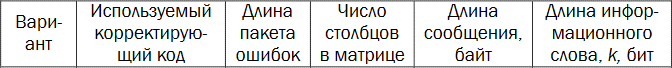 Вари-
ант
Используемый
корректирую-
щий код
Длина
пакета
ошибок
Число
столбцов
в матрице
Длина
сообщения,
байт
Длина инфор-
мационного
слова, k, бит